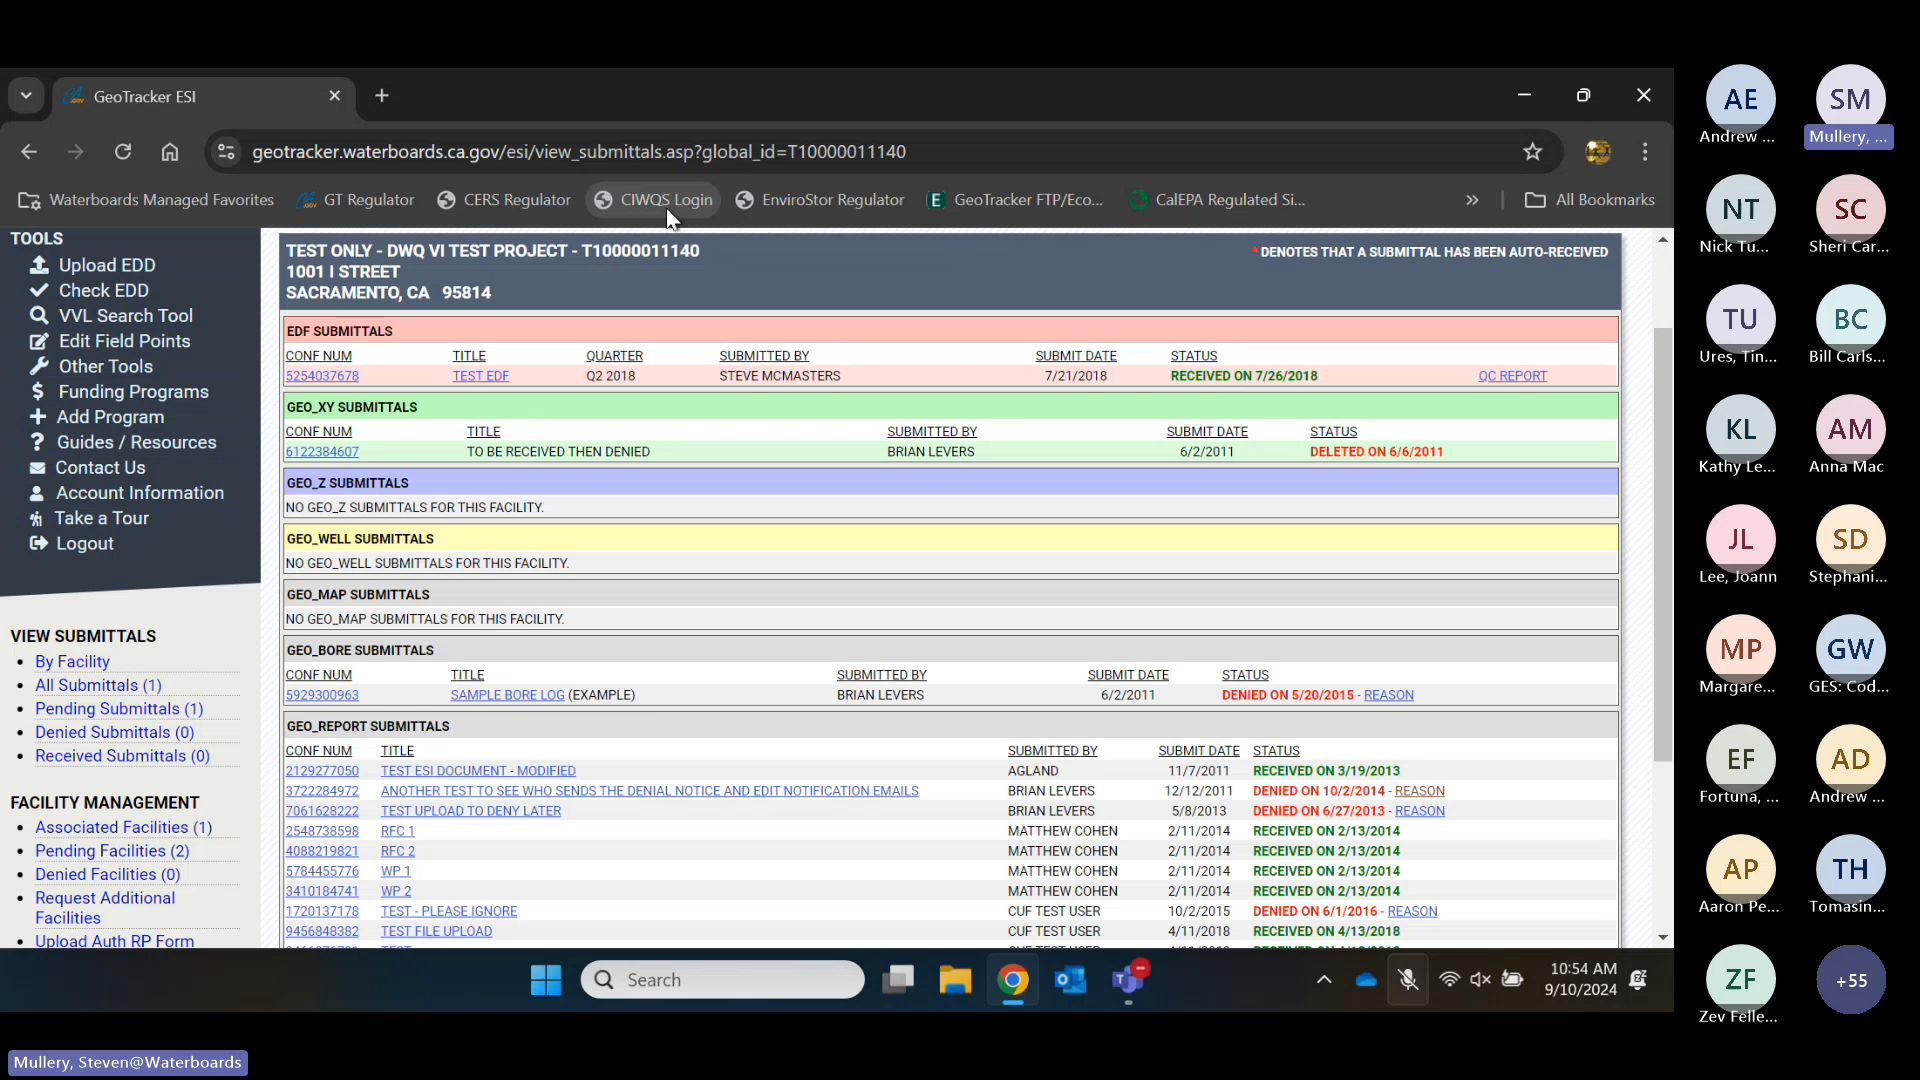 GeoTracker ESI
geotracker.waterboards.ca.gov/esi/view_submittals.asp?global_id=T10000011140
Waterboards Managed Favorites
GT Regulator
CERS Regulator
CIWQS Login
EnviroStor Regulator
E
GeoTracker FTP/Eco...
CalEPA Regulated Si...
»
All Bookmarks
TOOLS
Upload EDD
Check EDD
VVL Search Tool
Edit Field Points
Other Tools
$ Funding Programs
Add Program
? Guides / Resources
Contact Us
Account Information
Take a Tour
Logout
VIEW SUBMITTALS
• By Facility
• All Submittals (1)
• Pending Submittals (1)
• Denied Submittals (0)
• Received Submittals (0)
FACILITY MANAGEMENT
• Associated Facilities (1)
• Pending Facilities (2)
• Denied Facilities (0)
• Request Additional
Facilities
• Upload Auth RP Form
TEST ONLY - DWQ VI TEST PROJECT - T10000011140
* DENOTES THAT A SUBMITTAL HAS BEEN AUTO-RECEIVED
1001 I STREET
SACRAMENTO, CA 95814
EDF SUBMITTALS
CONF NUM TITLE QUARTER SUBMITTED BY SUBMIT DATE STATUS
5254037678 TEST EDF Q2 2018 STEVE MCMASTERS 7/21/2018 RECEIVED ON 7/26/2018 QC REPORT
GEO_XY SUBMITTALS
CONF NUM TITLE SUBMITTED BY SUBMIT DATE STATUS
6122384607 TO BE RECEIVED THEN DENIED BRIAN LEVERS 6/2/2011 DELETED ON 6/6/2011
GEO_Z SUBMITTALS
NO GEO_Z SUBMITTALS FOR THIS FACILITY.
GEO_WELL SUBMITTALS
NO GEO_WELL SUBMITTALS FOR THIS FACILITY.
GEO_MAP SUBMITTALS
NO GEO_MAP SUBMITTALS FOR THIS FACILITY.
GEO_BORE SUBMITTALS
CONF NUM TITLE SUBMITTED BY SUBMIT DATE STATUS
5929300963 SAMPLE BORE LOG (EXAMPLE) BRIAN LEVERS 6/2/2011 DENIED ON 5/20/2015 - REASON
GEO_REPORT SUBMITTALS
CONF NUM TITLE SUBMITTED BY SUBMIT DATE STATUS
2129277050 TEST ESI DOCUMENT - MODIFIED AGLAND 11/7/2011 RECEIVED ON 3/19/2013
3722284972 ANOTHER TEST TO SEE WHO SENDS THE DENIAL NOTICE AND EDIT NOTIFICATION EMAILS BRIAN LEVERS 12/12/2011 DENIED ON 10/2/2014 - REASON
7061628222 TEST UPLOAD TO DENY LATER BRIAN LEVERS 5/8/2013 DENIED ON 6/27/2013 - REASON
2548738598 RFC 1 MATTHEW COHEN 2/11/2014 RECEIVED ON 2/13/2014
4088219821 RFC 2 MATTHEW COHEN 2/11/2014 RECEIVED ON 2/13/2014
5784455776 WP 1 MATTHEW COHEN 2/11/2014 RECEIVED ON 2/13/2014
3410184741 WP 2 MATTHEW COHEN 2/11/2014 RECEIVED ON 2/13/2014
1720137178 TEST - PLEASE IGNORE CUF TEST USER 10/2/2015 DENIED ON 6/1/2016 - REASON
9456848382 TEST FILE UPLOAD CUF TEST USER 4/11/2018 RECEIVED ON 4/13/2018
Search
10:54 AM
9/10/2024
AE
Andrew ...
SM
Mullery, ...
NT
Nick Tu...
SC
Sheri Car...
TU
Ures, Tin...
BC
Bill Carls...
KL
Kathy Le...
AM
Anna Mac
JL
Lee, Joann
SD
Stephani...
MP
Margare...
GW
GES: Cod...
EF
Fortuna, ...
AD
Andrew ...
AP
Aaron Pe...
TH
Tomasin...
ZF
Zev Felle...
+55
Mullery, Steven@Waterboards